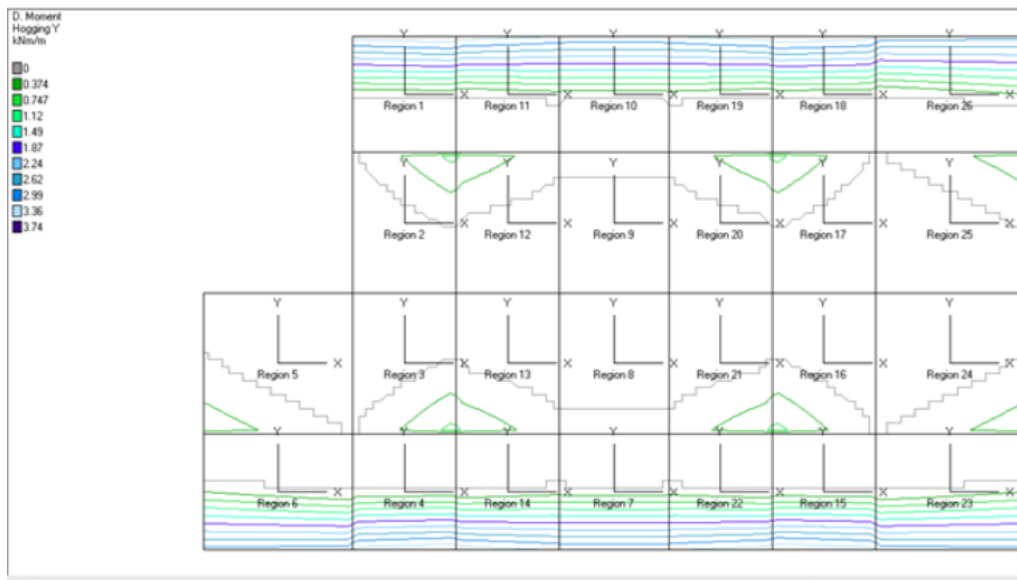 D. Moment
Hogging Y
kNm/m
0
0.374
0.747
1.12
1.49
1.87
2.24
2.62
2.99
3.36
3.74
Y Y Y Y Y Y
X X X X X X
Region 1 Region 11 Region 10 Region 19 Region 18 Region 26
Y Y Y Y Y Y
X X X X X X
Region 2 Region 12 Region 9 Region 20 Region 17 Region 25
Y Y Y Y Y Y Y
X X X X X X X
Region 5 Region 3 Region 13 Region 8 Region 21 Region 16 Region 24
Y Y Y Y Y Y Y
X X X X X X X
Region 6 Region 4 Region 14 Region 7 Region 22 Region 15 Region 23